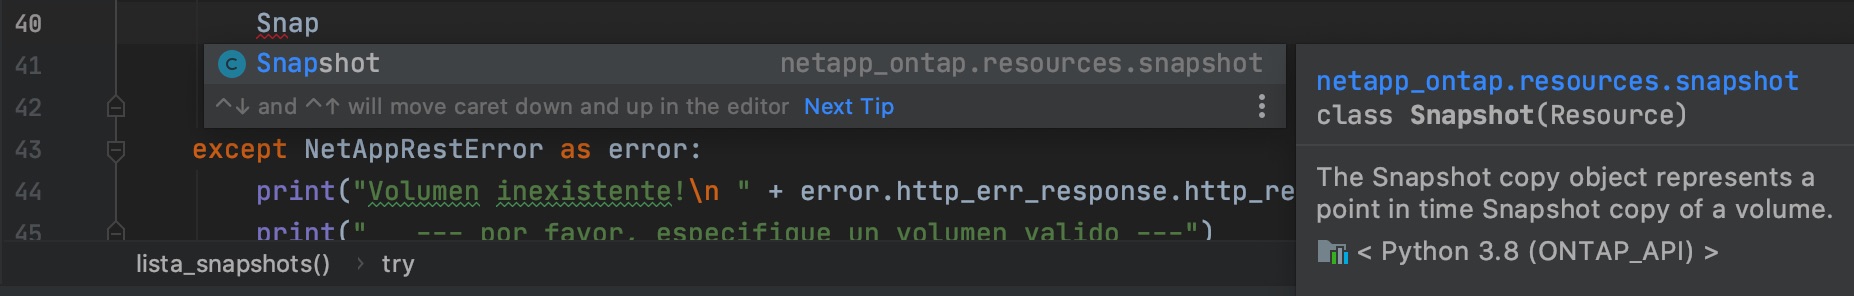 40 Snap
41 Snapshot netapp_ontap.resources.snapshot
42 ^↓ and ^↑ will move caret down and up in the editor Next Tip
43 except NetAppRestError as error:
44 print("Volumen inexistente!\n " + error.http_err_response.http_re
45 print("   --- por favor, especifique un volumen valido ---")
lista_snapshots() > try
netapp_ontap.resources.snapshot
class Snapshot(Resource)
The Snapshot copy object represents a
point in time Snapshot copy of a volume.
< Python 3.8 (ONTAP_API) >